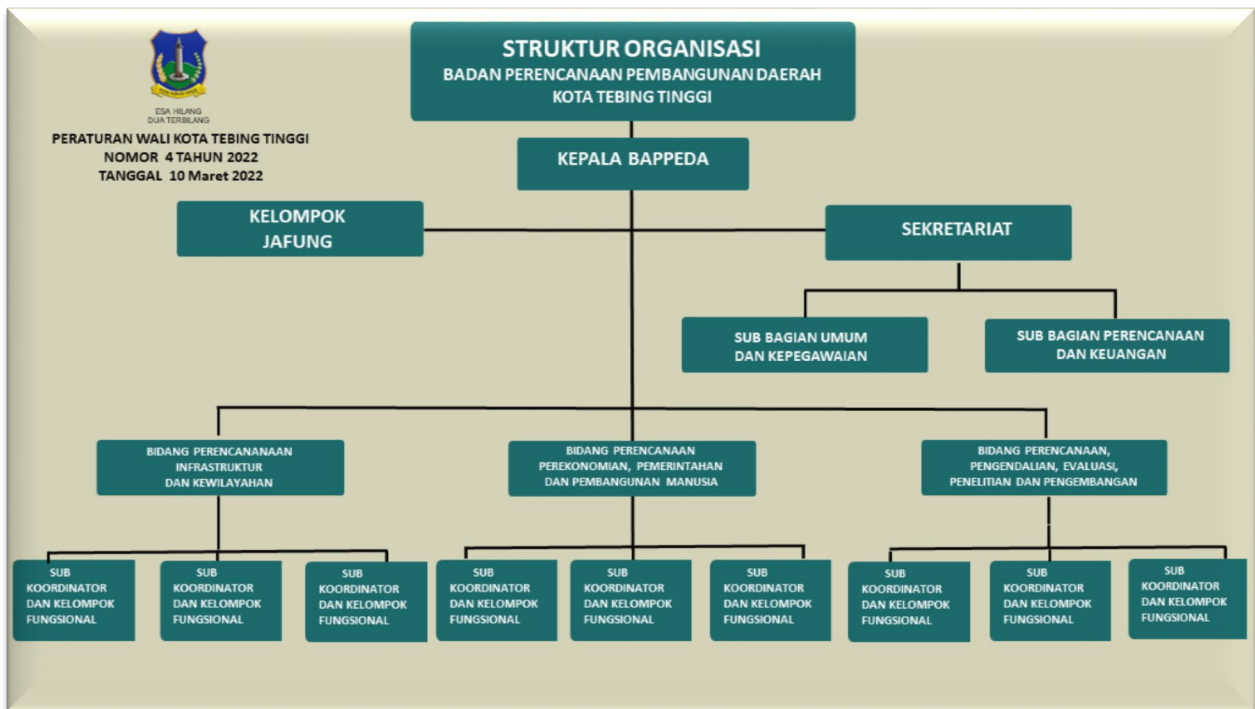 STRUKTUR ORGANISASI
BADAN PERENCANAAN PEMBANGUNAN DAERAH
KOTA TEBING TINGGI
ESA HILANG
DUA TERBILANG
PERATURAN WALI KOTA TEBING TINGGI
NOMOR 4 TAHUN 2022
TANGGAL 10 Maret 2022
KEPALA BAPPEDA
KELOMPOK
JAFUNG
SEKRETARIAT
SUB BAGIAN UMUM
DAN KEPEGAWAIAN
SUB BAGIAN PERENCANAAN
DAN KEUANGAN
BIDANG PERENCANANAAN
INFRASTRUKTUR
DAN KEWILAYAHAN
BIDANG PERENCANAAN
PEREKONOMIAN, PEMERINTAHAN
DAN PEMBANGUNAN MANUSIA
BIDANG PERENCANAAN,
PENGENDALIAN, EVALUASI,
PENELITIAN DAN PENGEMBANGAN
SUB
KOORDINATOR
DAN KELOMPOK
FUNGSIONAL
SUB
KOORDINATOR
DAN KELOMPOK
FUNGSIONAL
SUB
KOORDINATOR
DAN KELOMPOK
FUNGSIONAL
SUB
KOORDINATOR
DAN KELOMPOK
FUNGSIONAL
SUB
KOORDINATOR
DAN KELOMPOK
FUNGSIONAL
SUB
KOORDINATOR
DAN KELOMPOK
FUNGSIONAL
SUB
KOORDINATOR
DAN KELOMPOK
FUNGSIONAL
SUB
KOORDINATOR
DAN KELOMPOK
FUNGSIONAL
SUB
KOORDINATOR
DAN KELOMPOK
FUNGSIONAL